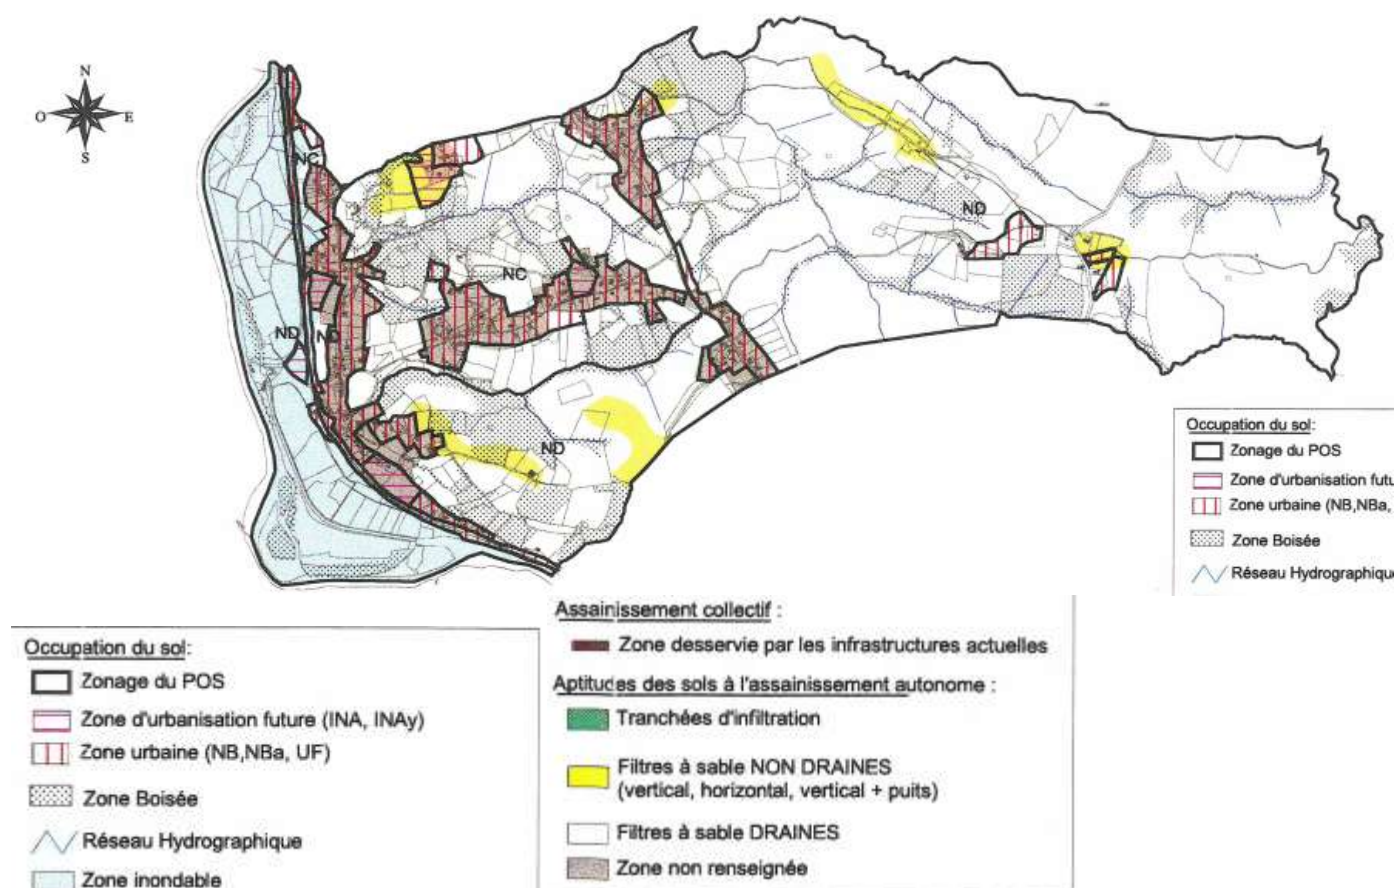 N
O
E
S
NC
ND
NC
ND
ND
ND
Occupation du sol:
Zonage du POS
Zone d'urbanisation futu
Zone urbaine (NB,NBa,
Zone Boisée
Réseau Hydrographique
Occupation du sol:
Zonage du POS
Zone d'urbanisation future (INA, INAy)
Zone urbaine (NB,NBa, UF)
Zone Boisée
Réseau Hydrographique
Zone inondable
Assainissement collectif :
Zone desservie par les infrastructures actuelles
Aptitudes des sols à l'assainissement autonome :
Tranchées d'infiltration
Filtres à sable NON DRAINES
(vertical, horizontal, vertical + puits)
Filtres à sable DRAINES
Zone non renseignée